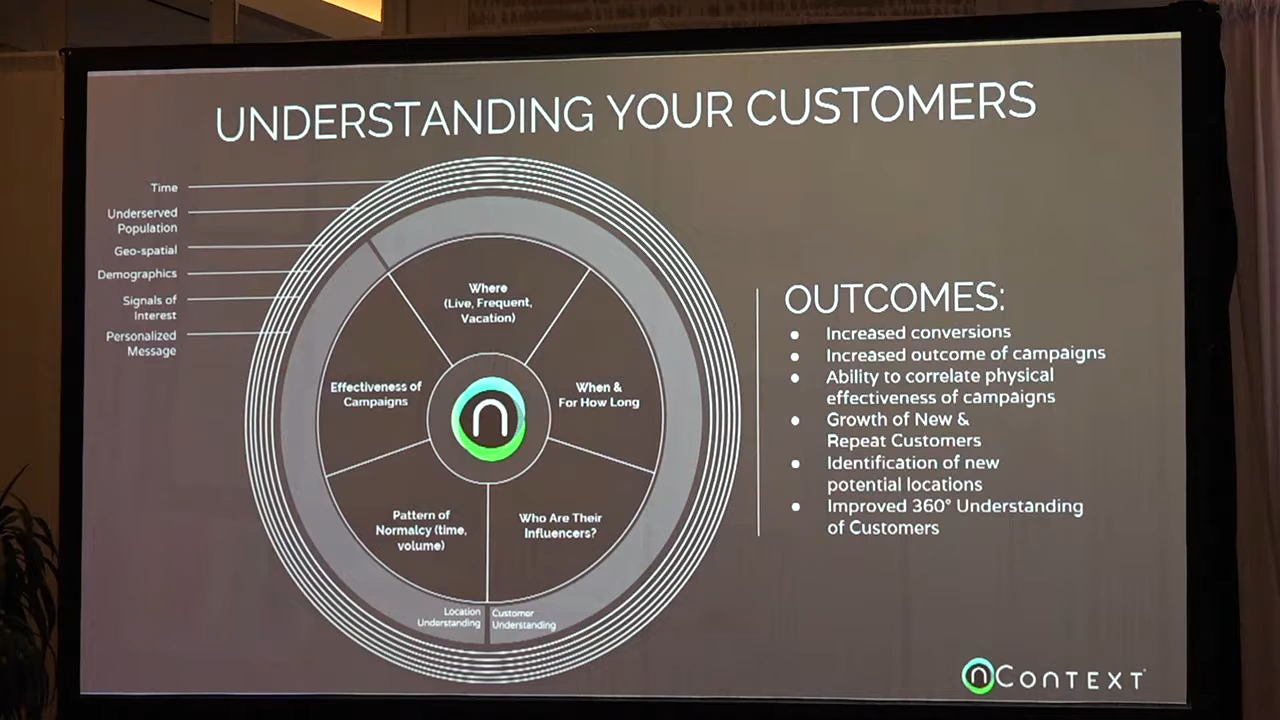 UNDERSTANDING YOUR CUSTOMERS
Time
Underserved
Population
Geo-spatial
Demographics
Signals of
Interest
Personalized
Message
Where
(Live, Frequent,
Vacation)
Effectiveness of
Campaigns
When &
For How Long
Pattern of
Normalcy (time,
volume)
Who Are Their
Influencers?
Location
Understanding
Customer
Understanding
n
OUTCOMES:
• Increased conversions
• Increased outcome of campaigns
• Ability to correlate physical
effectiveness of campaigns
• Growth of New &
Repeat Customers
• Identification of new
potential locations
• Improved 360° Understanding
of Customers
nContext